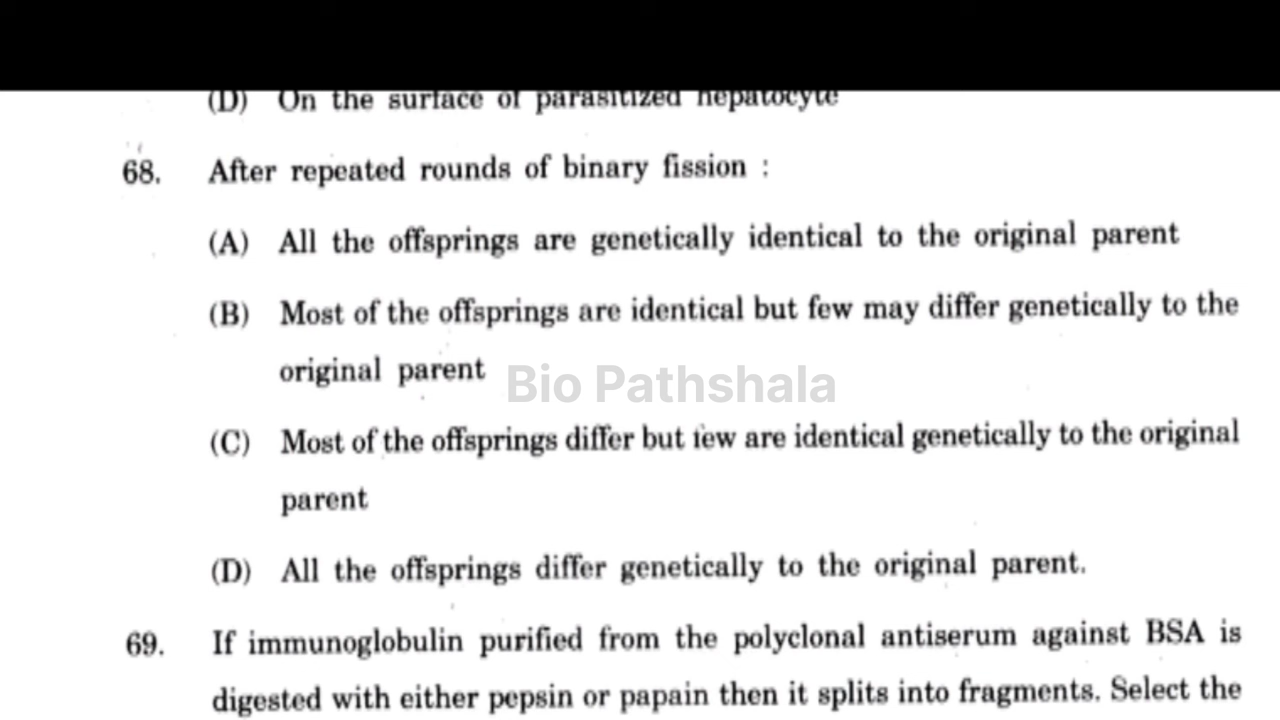 (D) On the surface of parasitized hepatocyte
68. After repeated rounds of binary fission :
(A) All the offsprings are genetically identical to the original parent
(B) Most of the offsprings are identical but few may differ genetically to the
original parent
Bio Pathshala
(C) Most of the offsprings differ but few are identical genetically to the original
parent
(D) All the offsprings differ genetically to the original parent.
69. If immunoglobulin purified from the polyclonal antiserum against BSA is
digested with either pepsin or papain then it splits into fragments. Select the